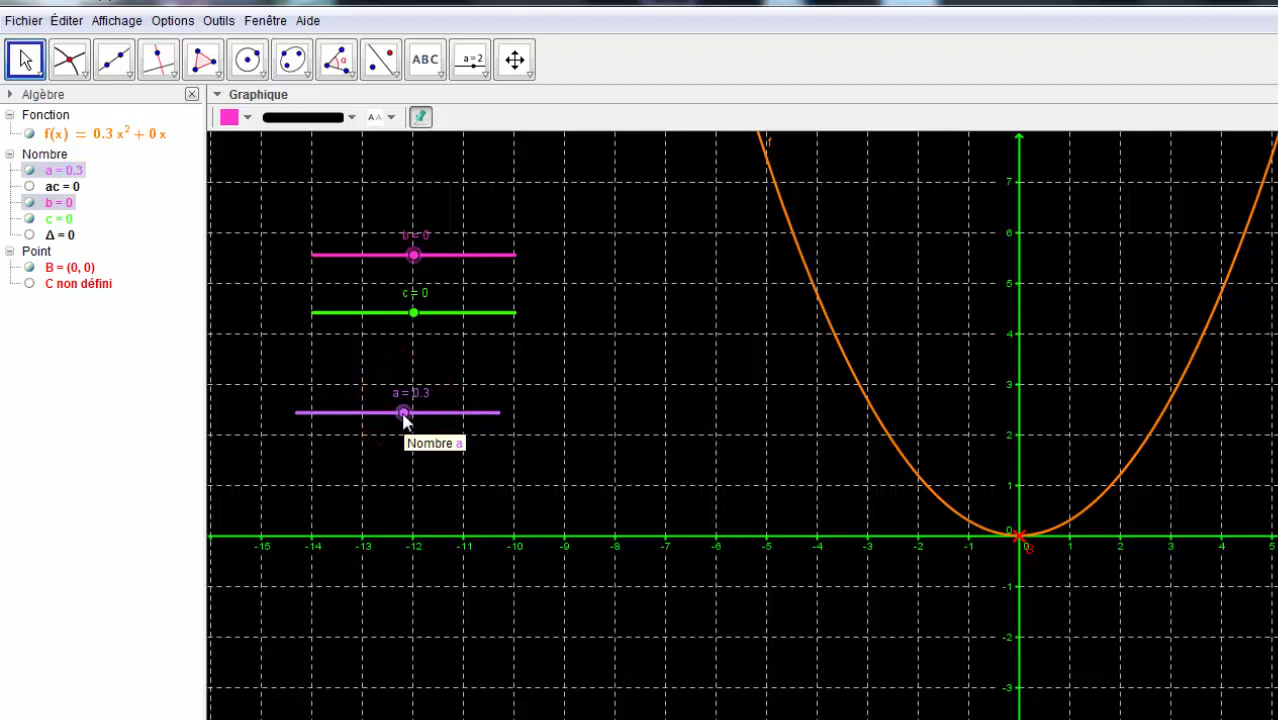 Fichier Éditer Affichage Options Outils Fenêtre Aide
ABC
a=2
Algèbre
Graphique
Fonction
f(x) = 0.3 x² + 0 x
Nombre
a = 0.3
ac = 0
b = 0
c = 0
Δ = 0
Point
B = (0, 0)
C non défini
A A
f
b = 0
c = 0
a = 0.3
Nombre a
7
6
5
4
3
2
1
0
-15 -14 -13 -12 -11 -10 -9 -8 -7 -6 -5 -4 -3 -2 -1 0 1 2 3 4 5
B
-1
-2
-3